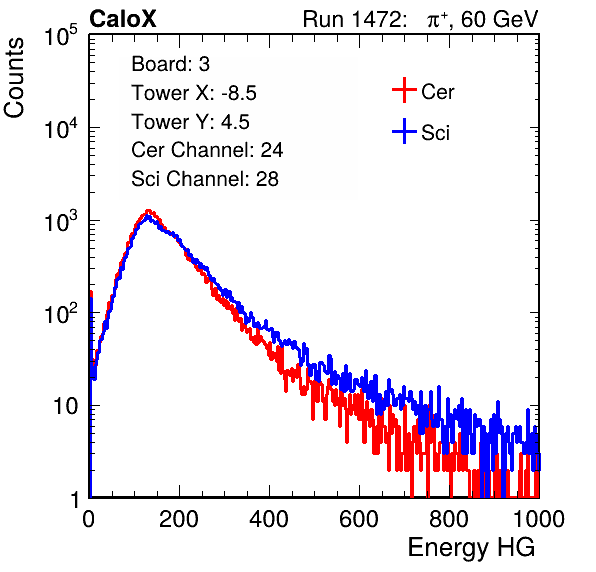 CaloX Run 1472: π⁺, 60 GeV
Counts
10⁵
10⁴
10³
10²
10
1
Board: 3
Tower X: -8.5
Tower Y: 4.5
Cer Channel: 24
Sci Channel: 28
Cer
Sci
0 200 400 600 800 1000
Energy HG